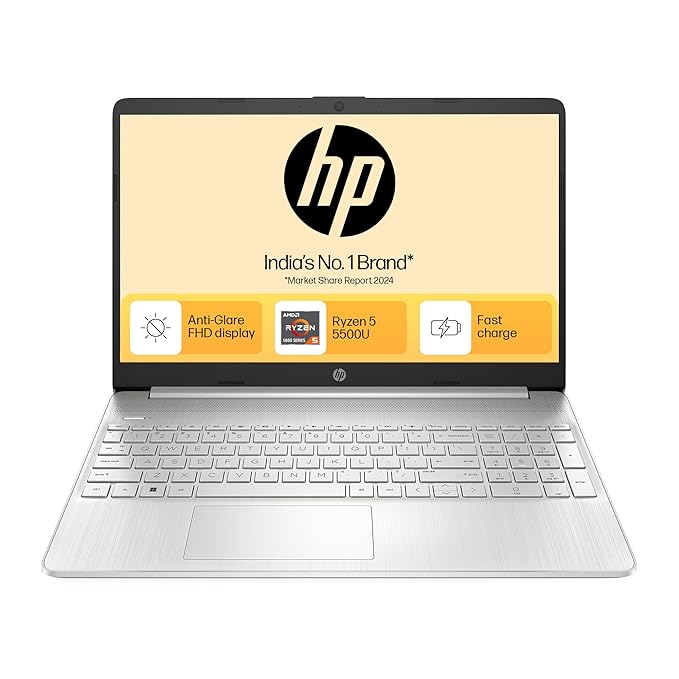 hp
India's No. 1 Brand*
*Market Share Report 2024
Anti-Glare
FHD display
AMD
RYZEN
5000 SERIES 5
Ryzen 5
5500U
Fast
charge
hp
Q W E R T Y U I O P
A S D F G H J K L
Z X C V B N M